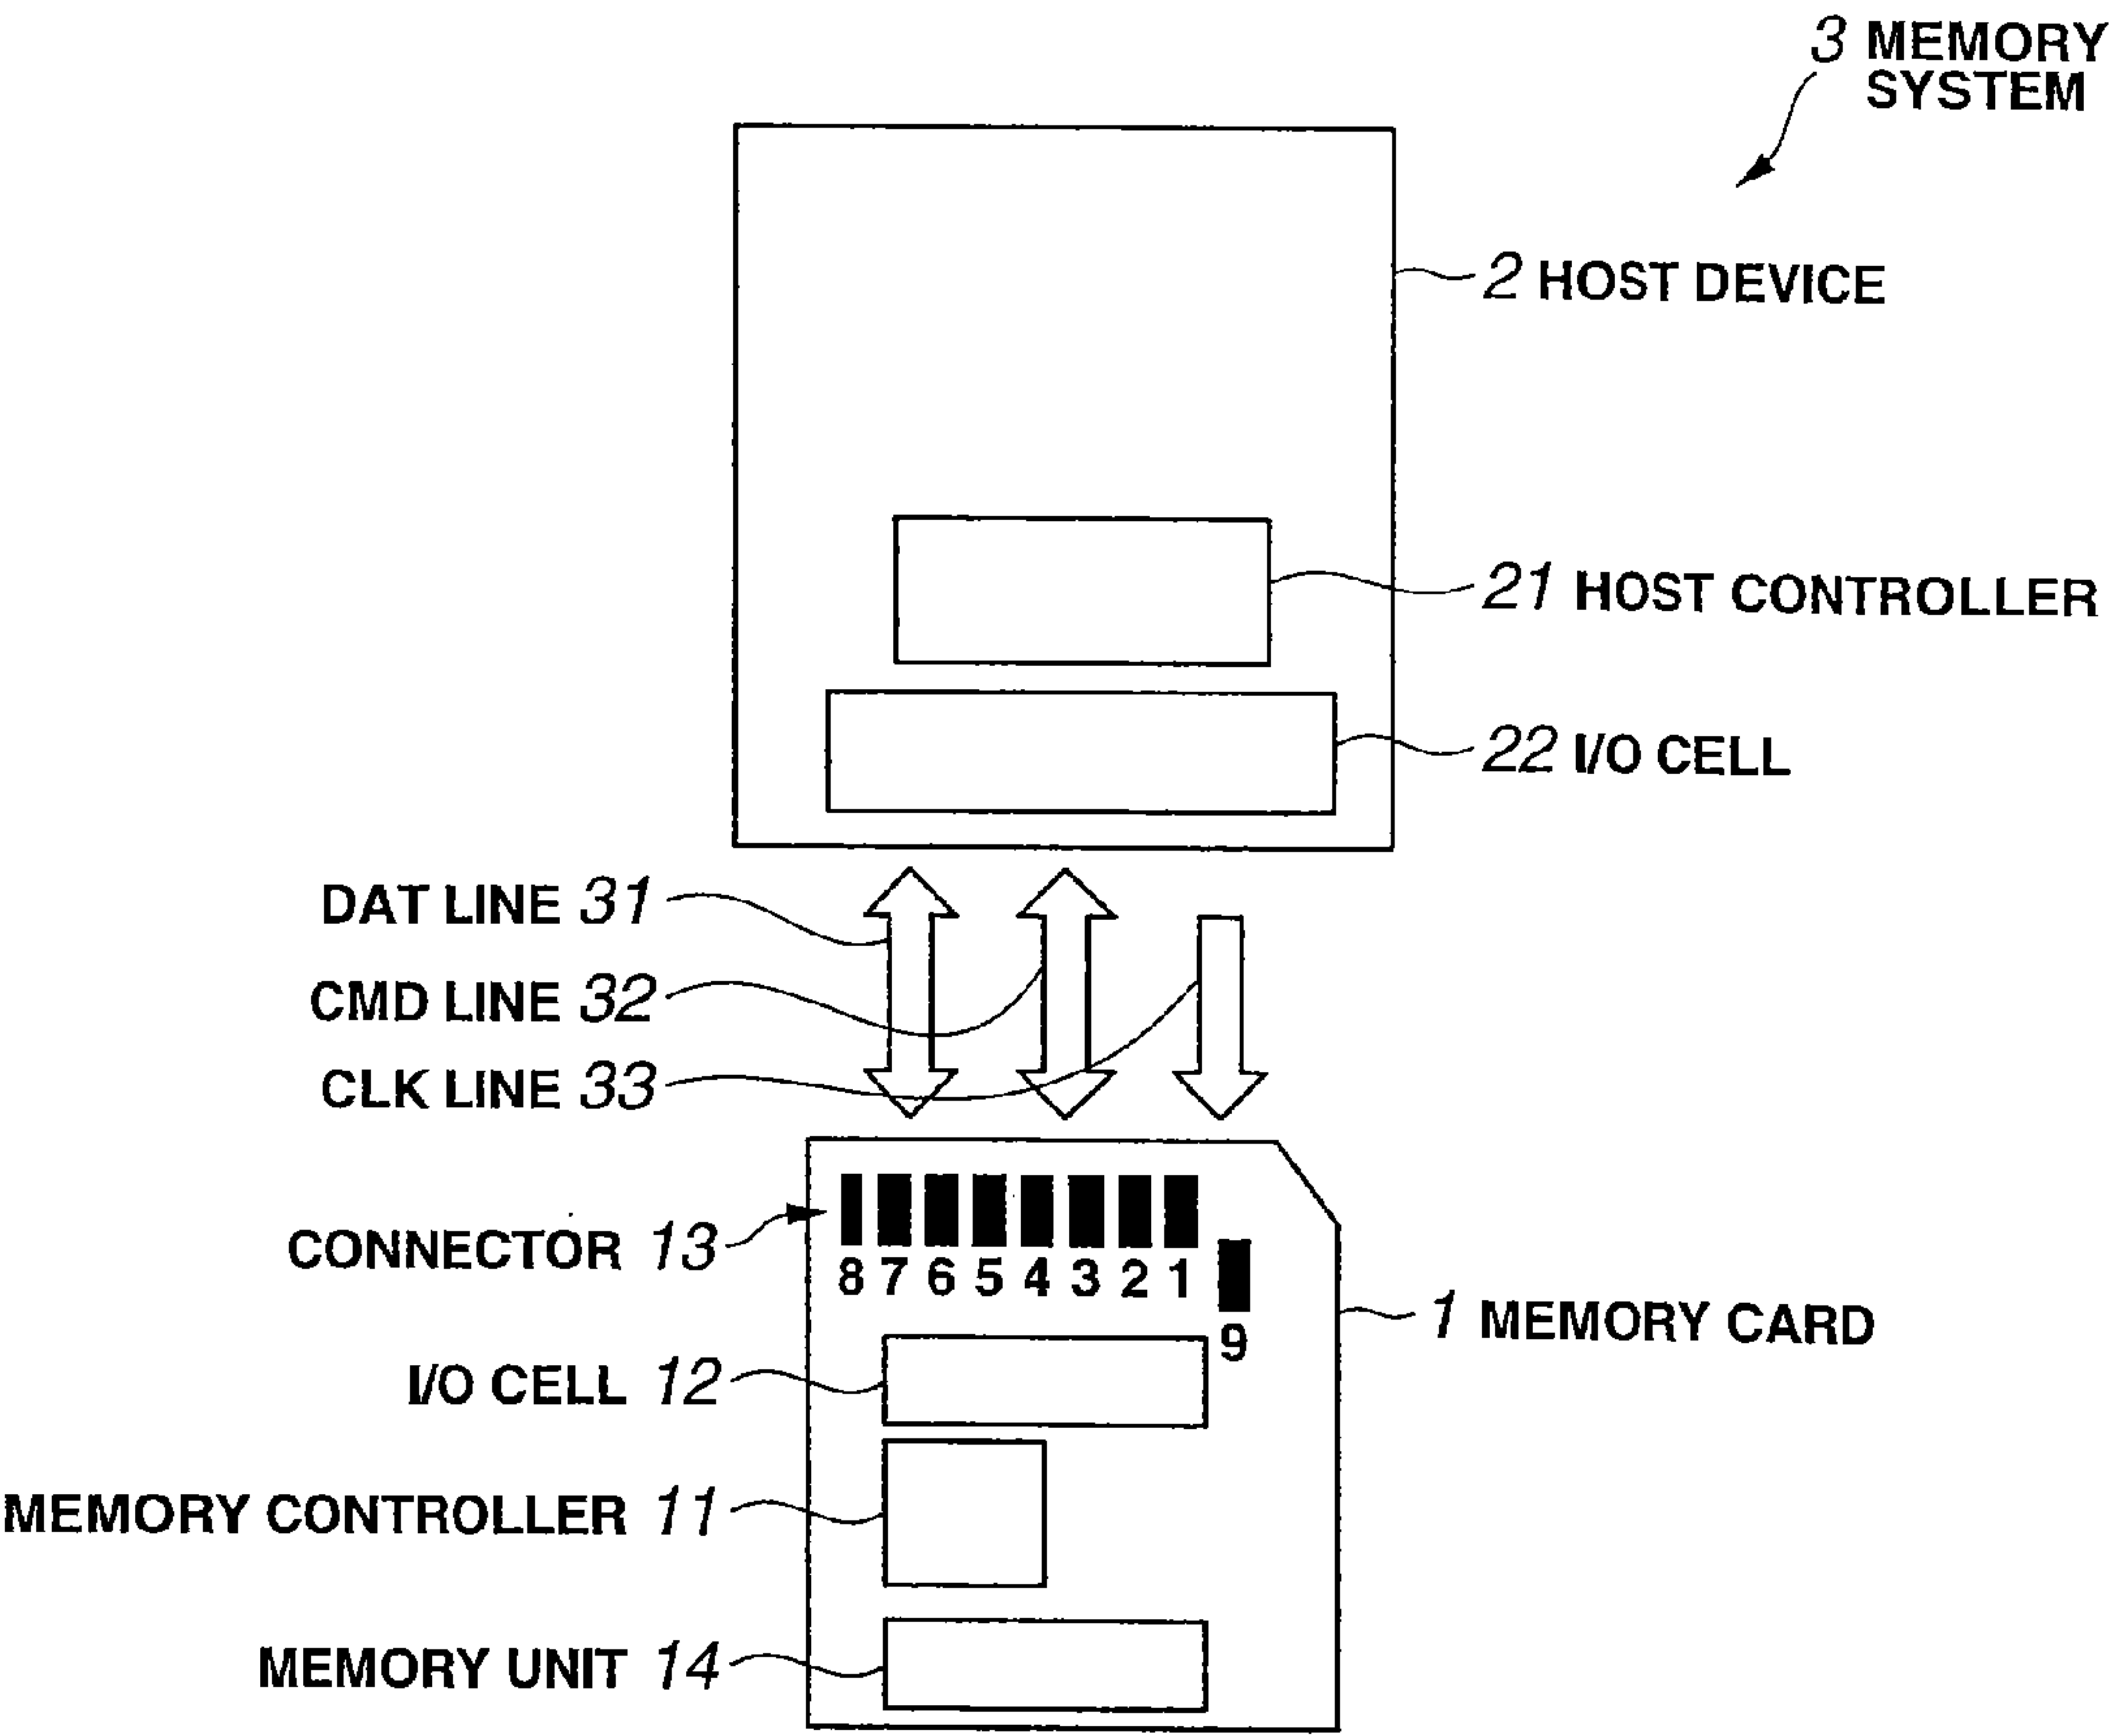 3 MEMORY
SYSTEM
2 HOST DEVICE
21 HOST CONTROLLER
22 I/O CELL
DAT LINE 31
CMD LINE 32
CLK LINE 33
CONNECTOR 13
8 7 6 5 4 3 2 1
9
1 MEMORY CARD
I/O CELL 12
MEMORY CONTROLLER 11
MEMORY UNIT 14